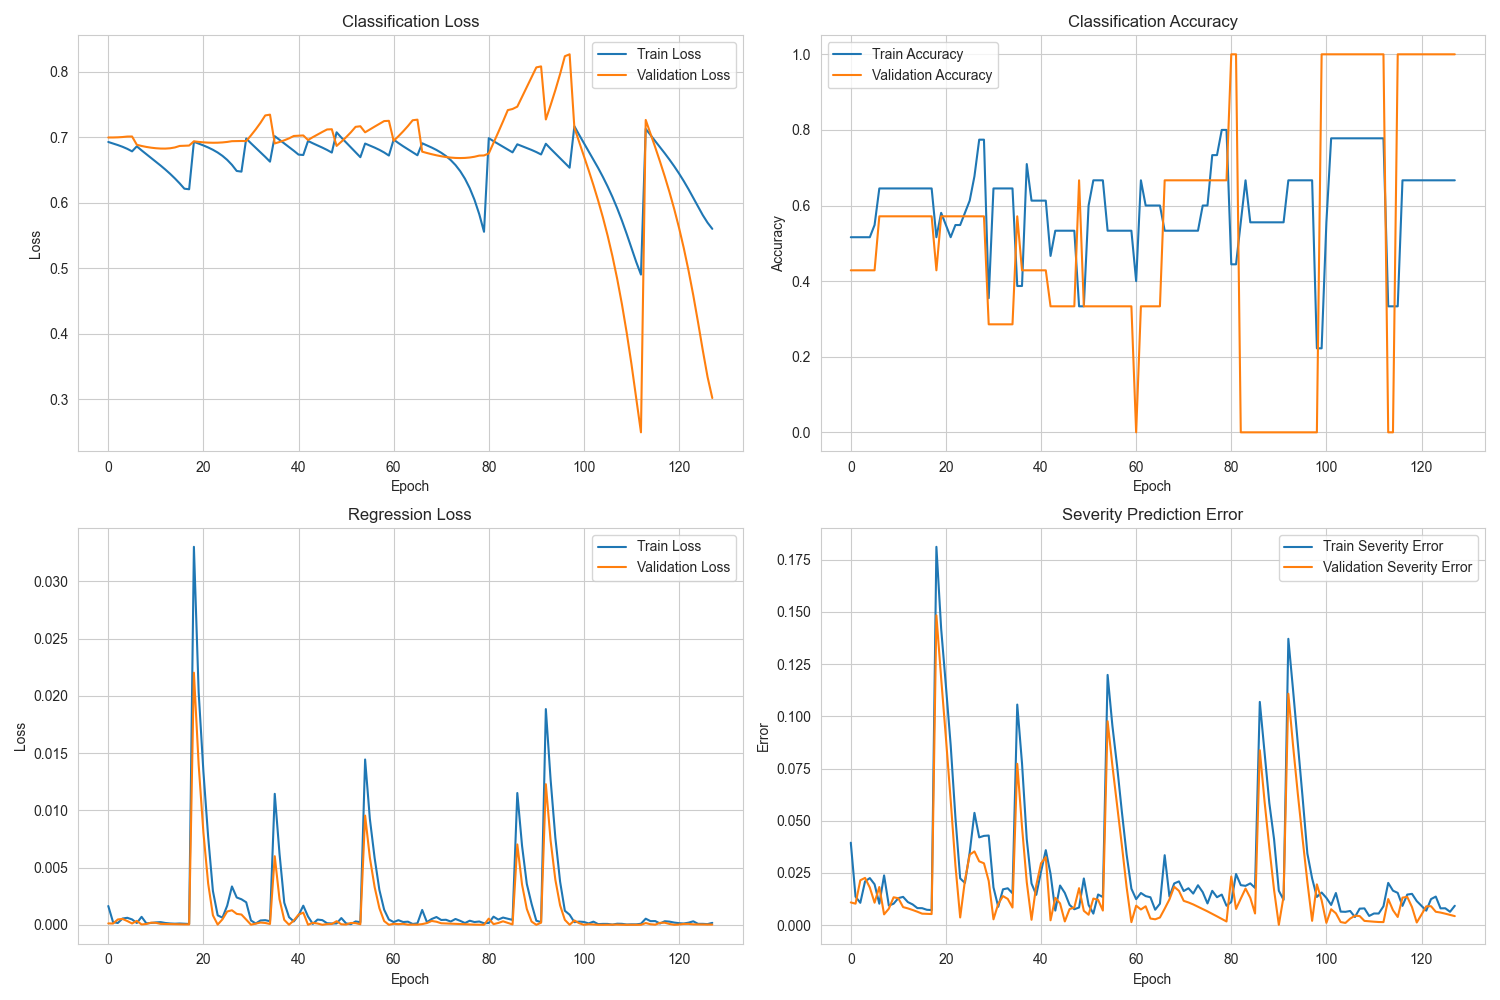 Classification Loss
Train Loss
Validation Loss
0.8
0.7
0.6
0.5
0.4
0.3
Loss
0 20 40 60 80 100 120
Epoch
Classification Accuracy
Train Accuracy
Validation Accuracy
1.0
0.8
0.6
0.4
0.2
0.0
Accuracy
0 20 40 60 80 100 120
Epoch
Regression Loss
Train Loss
Validation Loss
0.030
0.025
0.020
0.015
0.010
0.005
0.000
Loss
0 20 40 60 80 100 120
Epoch
Severity Prediction Error
Train Severity Error
Validation Severity Error
0.175
0.150
0.125
0.100
0.075
0.050
0.025
0.000
Error
0 20 40 60 80 100 120
Epoch